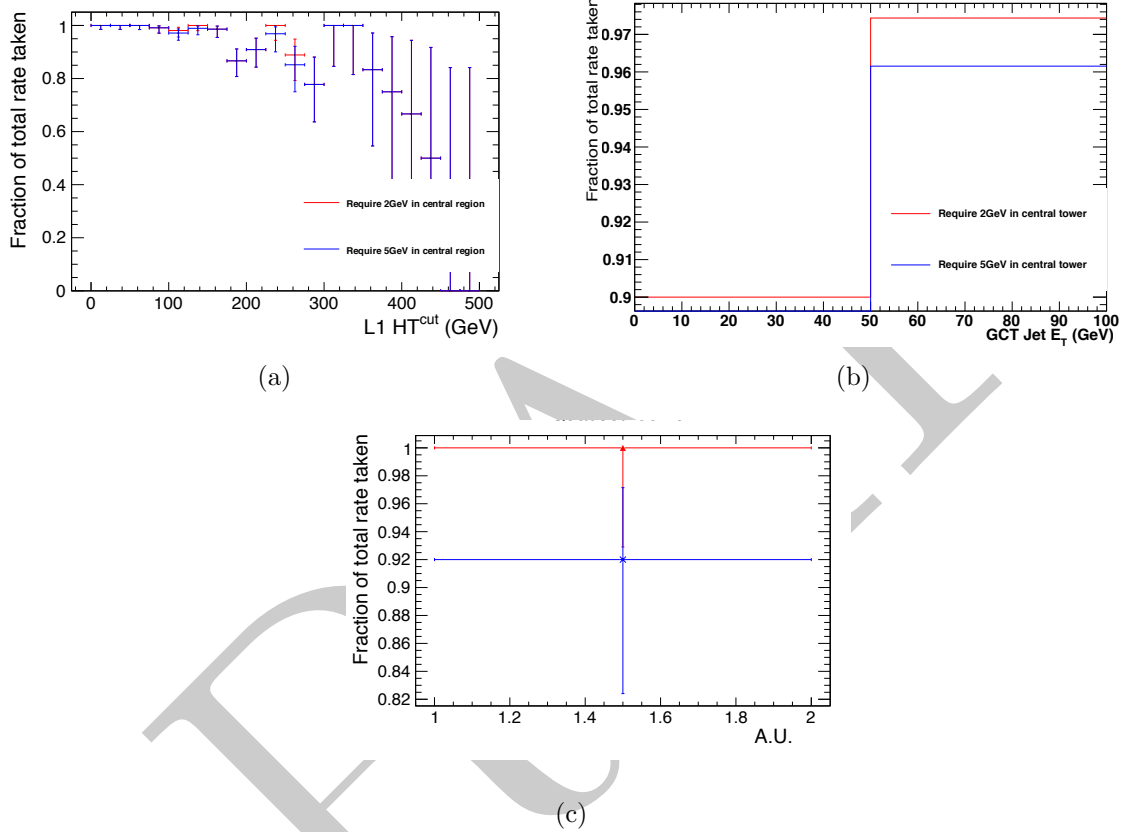 Fraction of total rate taken
1
0.8
0.6
0.4
0.2
0
Require 2GeV in central region
Require 5GeV in central region
0 100 200 300 400 500
L1 HT^cut (GeV)
(a)
Fraction of total rate taken
0.97
0.96
0.95
0.94
0.93
0.92
0.91
0.9
Require 2GeV in central tower
Require 5GeV in central tower
0 10 20 30 40 50 60 70 80 90 100
GCT Jet E_T (GeV)
(b)
Fraction of total rate taken
1
0.98
0.96
0.94
0.92
0.9
0.88
0.86
0.84
0.82
1 1.2 1.4 1.6 1.8 2
A.U.
(c)